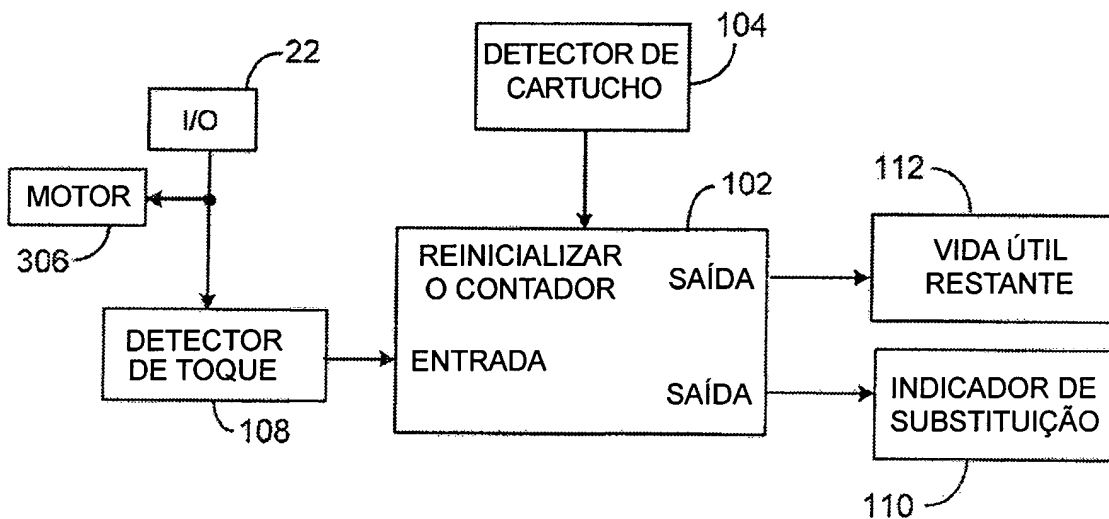 22
I/O
MOTOR
306
DETECTOR
DE TOQUE
108
DETECTOR DE
CARTUCHO
104
102
REINICIALIZAR
O CONTADOR
ENTRADA
SAÍDA
SAÍDA
112
VIDA ÚTIL
RESTANTE
INDICADOR DE
SUBSTITUIÇÃO
110